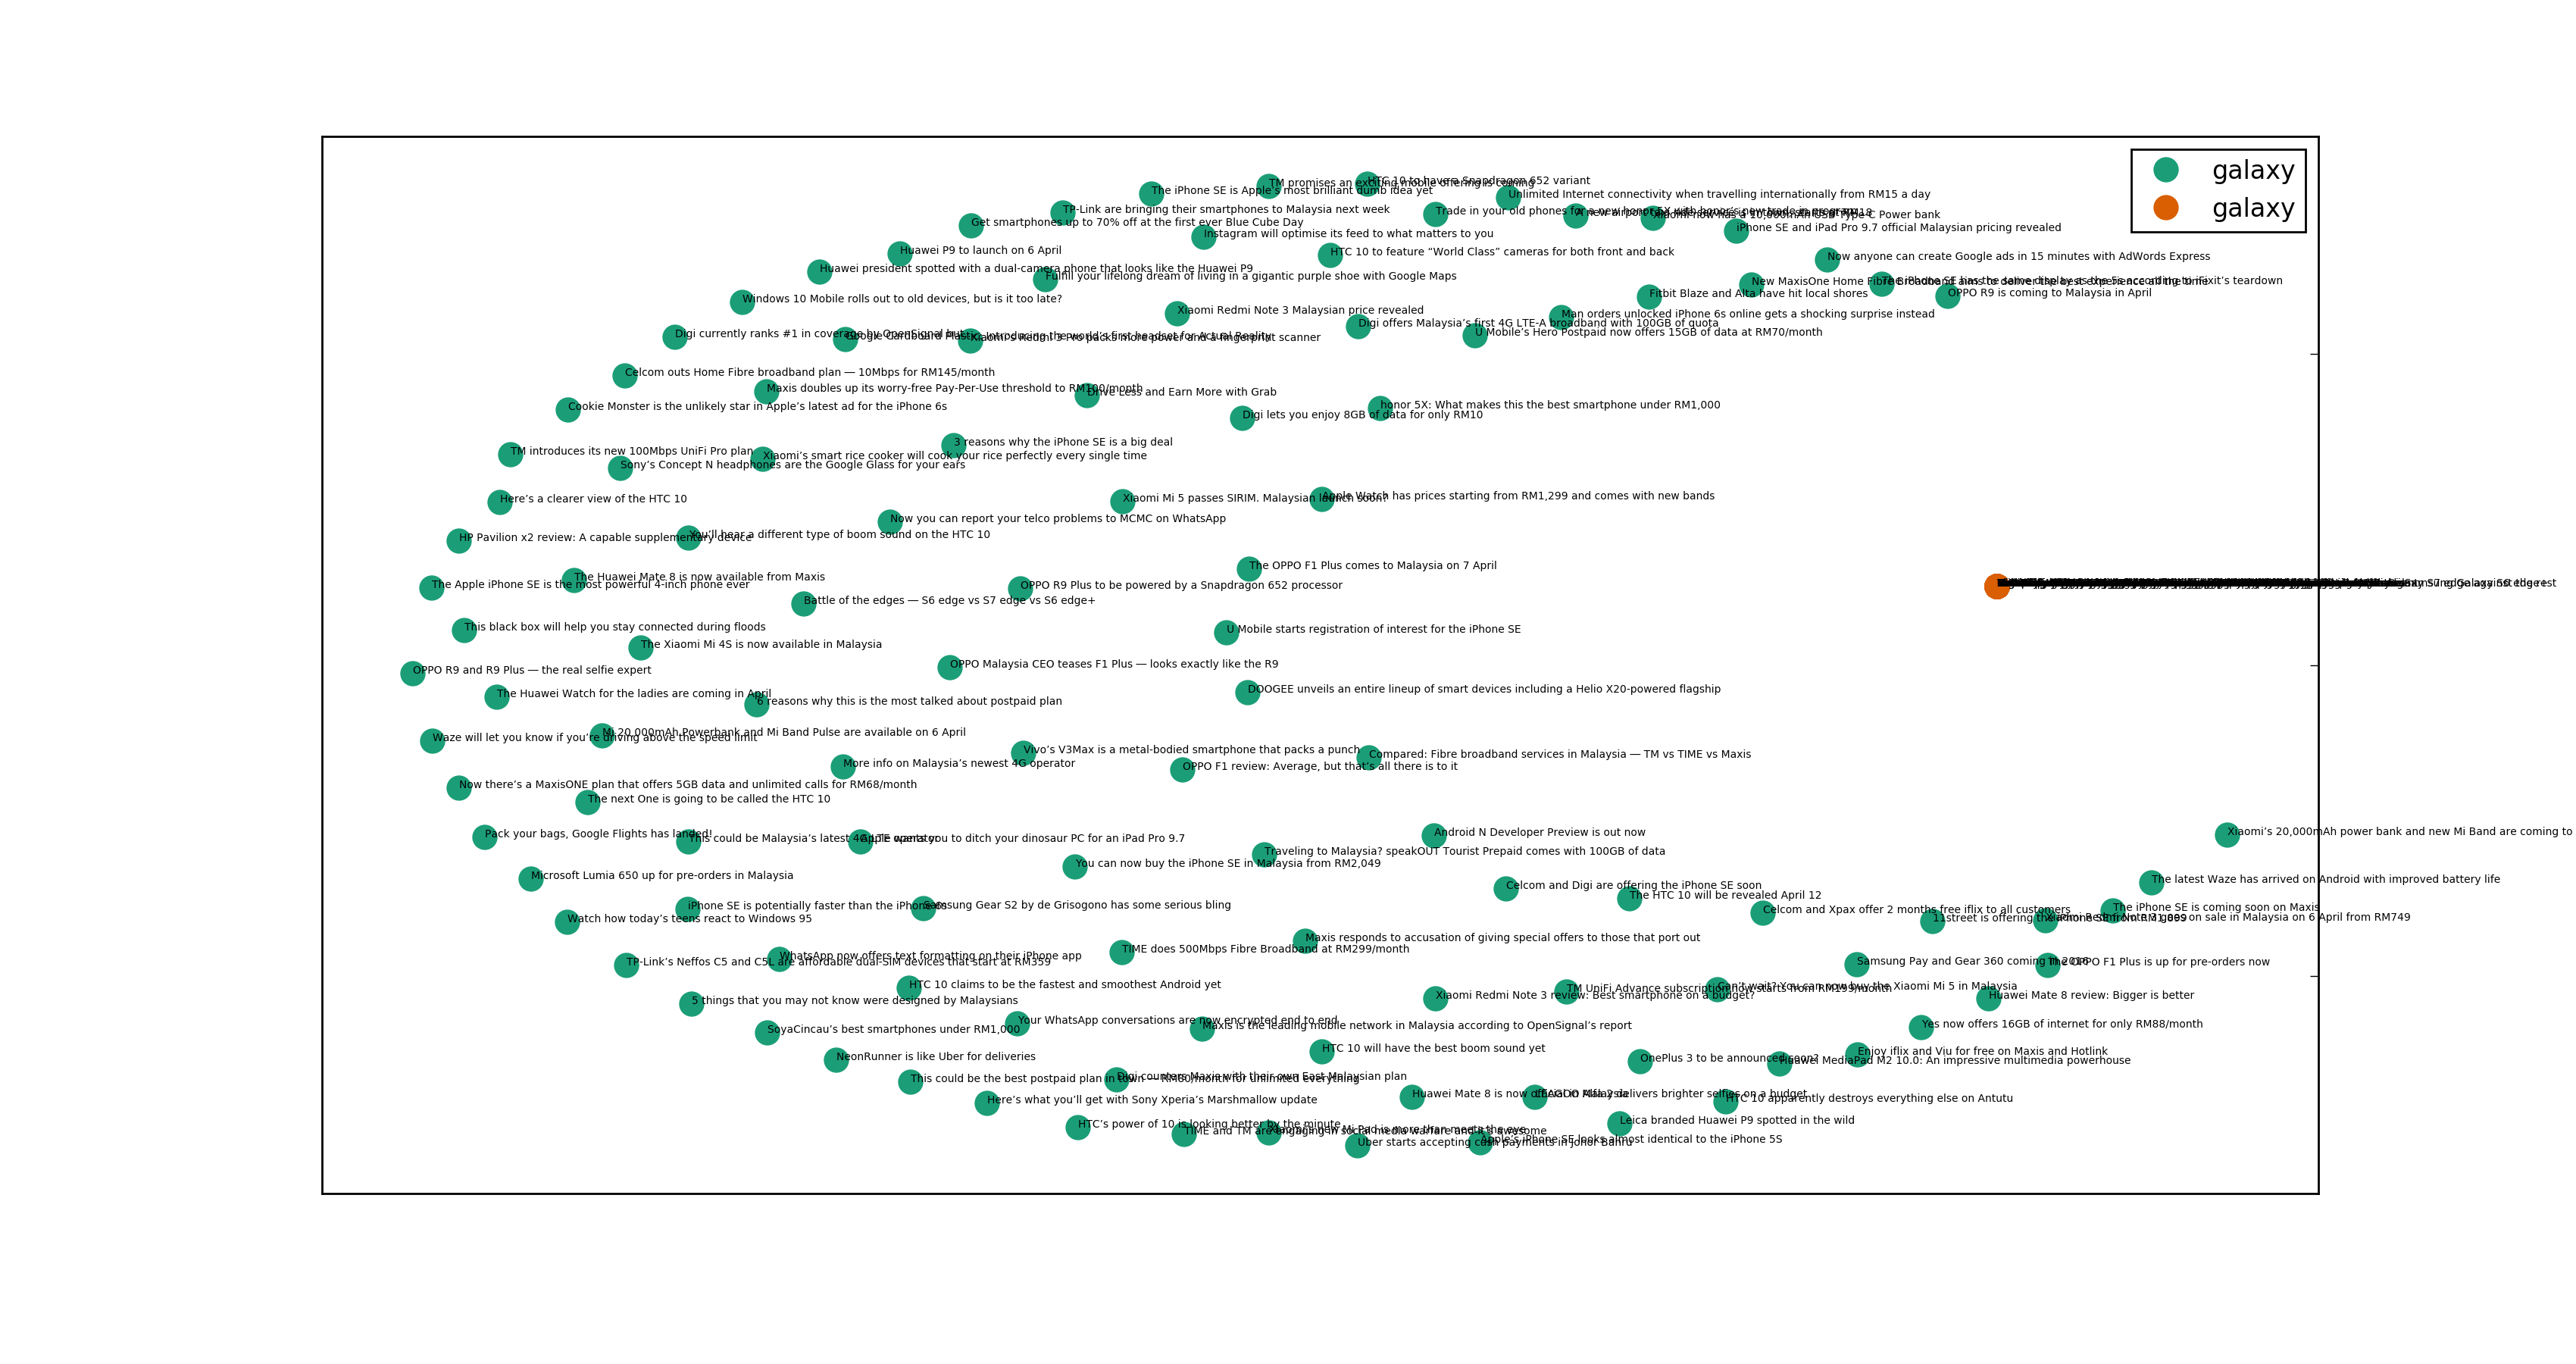 galaxy
galaxy
HTC 10 to have a Snapdragon 652 variant
TM promises an exciting mobile offering is coming
The iPhone SE is Apple's most brilliant dumb idea yet
Unlimited Internet connectivity when travelling internationally from RM15 a day
TP-Link are bringing their smartphones to Malaysia next week
Trade in your old phones for a new honor 5X with honor's new trade-in program
A new airport
Xiaomi now has a 10,000mAh USB Type-C Power bank
Get smartphones up to 70% off at the first ever Blue Cube Day
iPhone SE and iPad Pro 9.7 official Malaysian pricing revealed
Instagram will optimise its feed to what matters to you
Huawei P9 to launch on 6 April
HTC 10 to feature “World Class” cameras for both front and back
Now anyone can create Google ads in 15 minutes with AdWords Express
Huawei president spotted with a dual-camera phone that looks like the Huawei P9
Fulfill your lifelong dream of living in a gigantic purple shoe with Google Maps
New MaxisOne Home Fibre Broadband aims to deliver the best experience all the time
The iPhone SE has the same display as the 5s according to iFixit’s teardown
Fitbit Blaze and Alta have hit local shores
OPPO R9 is coming to Malaysia in April
Windows 10 Mobile rolls out to old devices, but is it too late?
Xiaomi Redmi Note 3 Malaysian price revealed
Man orders unlocked iPhone 6s online gets a shocking surprise instead
Digi offers Malaysia’s first 4G LTE-A broadband with 100GB of quota
U Mobile’s Hero Postpaid now offers 15GB of data at RM70/month
Digi currently ranks #1 in coverage by OpenSignal but
Google Cardboard Plastic: Introducing the world’s first headset for Actual Reality
Xiaomi’s Redmi 3 Pro packs more power and a fingerprint scanner
Celcom outs Home Fibre broadband plan — 10Mbps for RM145/month
Maxis doubles up its worry-free Pay-Per-Use threshold to RM100/month
Drive Less and Earn More with Grab
Cookie Monster is the unlikely star in Apple’s latest ad for the iPhone 6s
honor 5X: What makes this the best smartphone under RM1,000
Digi lets you enjoy 8GB of data for only RM10
3 reasons why the iPhone SE is a big deal
TM introduces its new 100Mbps UniFi Pro plan
Xiaomi’s smart rice cooker will cook your rice perfectly every single time
Sony’s Concept N headphones are the Google Glass for your ears
Here’s a clearer view of the HTC 10
Xiaomi Mi 5 passes SIRIM. Malaysian launch soon?
Apple Watch has prices starting from RM1,299 and comes with new bands
Now you can report your telco problems to MCMC on WhatsApp
HP Pavilion x2 review: A capable supplementary device
You’ll hear a different type of boom sound on the HTC 10
The OPPO F1 Plus comes to Malaysia on 7 April
The Huawei Mate 8 is now available from Maxis
The Apple iPhone SE is the most powerful 4-inch phone ever
OPPO R9 Plus to be powered by a Snapdragon 652 processor
Battle of the edges — S6 edge vs S7 edge vs S6 edge+
This black box will help you stay connected during floods
U Mobile starts registration of interest for the iPhone SE
The Xiaomi Mi 4S is now available in Malaysia
OPPO R9 and R9 Plus — the real selfie expert
OPPO Malaysia CEO teases F1 Plus — looks exactly like the R9
The Huawei Watch for the ladies are coming in April
6 reasons why this is the most talked about postpaid plan
DOOGEE unveils an entire lineup of smart devices including a Helio X20-powered flagship
Mi 20,000mAh Powerbank and Mi Band Pulse are available on 6 April
Waze will let you know if you’re driving above the speed limit
Vivo’s V3Max is a metal-bodied smartphone that packs a punch
Compared: Fibre broadband services in Malaysia — TM vs TIME vs Maxis
More info on Malaysia’s newest 4G operator
OPPO F1 review: Average, but that’s all there is to it
Now there’s a MaxisONE plan that offers 5GB data and unlimited calls for RM68/month
The next One is going to be called the HTC 10
Pack your bags, Google Flights has landed!
This could be Malaysia’s latest 4G LTE operator
Apple wants you to ditch your dinosaur PC for an iPad Pro 9.7
Android N Developer Preview is out now
Xiaomi’s 20,000mAh power bank and new Mi Band are coming to
Traveling to Malaysia? speakOUT Tourist Prepaid comes with 100GB of data
You can now buy the iPhone SE in Malaysia from RM2,049
Microsoft Lumia 650 up for pre-orders in Malaysia
Celcom and Digi are offering the iPhone SE soon
The latest Waze has arrived on Android with improved battery life
The HTC 10 will be revealed April 12
iPhone SE is potentially faster than the iPhone 6s
Samsung Gear S2 by de Grisogono has some serious bling
Watch how today’s teens react to Windows 95
Celcom and Xpax offer 2 months free iflix to all customers
The iPhone SE is coming soon on Maxis
11street is offering the iPhone SE from RM1,899
Xiaomi Redmi Note 3 goes on sale in Malaysia on 6 April from RM749
Maxis responds to accusation of giving special offers to those that port out
TIME does 500Mbps Fibre Broadband at RM299/month
WhatsApp now offers text formatting on their iPhone app
TP-Link’s Neffos C5 and C5L are affordable dual-SIM devices that start at RM359
Samsung Pay and Gear 360 coming in 2016
The OPPO F1 Plus is up for pre-orders now
HTC 10 claims to be the fastest and smoothest Android yet
TM UniFi Advance subscription now starts from RM199/month
Can’t wait? You can now buy the Xiaomi Mi 5 in Malaysia
Xiaomi Redmi Note 3 review: Best smartphone on a budget?
Huawei Mate 8 review: Bigger is better
5 things that you may not know were designed by Malaysians
Your WhatsApp conversations are now encrypted end to end
Maxis is the leading mobile network in Malaysia according to OpenSignal’s report
Yes now offers 16GB of internet for only RM88/month
SoyaCincau’s best smartphones under RM1,000
HTC 10 will have the best boom sound yet
Enjoy iflix and Viu for free on Maxis and Hotlink
NeonRunner is like Uber for deliveries
OnePlus 3 to be announced soon?
Huawei MediaPad M2 10.0: An impressive multimedia powerhouse
Digi counters Maxis with their own East Malaysian plan
This could be the best postpaid plan in town — RM80/month for unlimited everything
Here’s what you’ll get with Sony Xperia’s Marshmallow update
Huawei Mate 8 is now official in Malaysia
LEAGOO Alfa 2 delivers brighter selfies on a budget
HTC 10 apparently destroys everything else on Antutu
HTC’s power of 10 is looking better by the minute
Leica branded Huawei P9 spotted in the wild
TIME and TM are engaging in social media warfare and it’s awesome
Xiaomi’s new Mi Pad is more than meets the eye
Uber starts accepting cash payments in Johor Bahru
Apple’s iPhone SE looks almost identical to the iPhone 5S